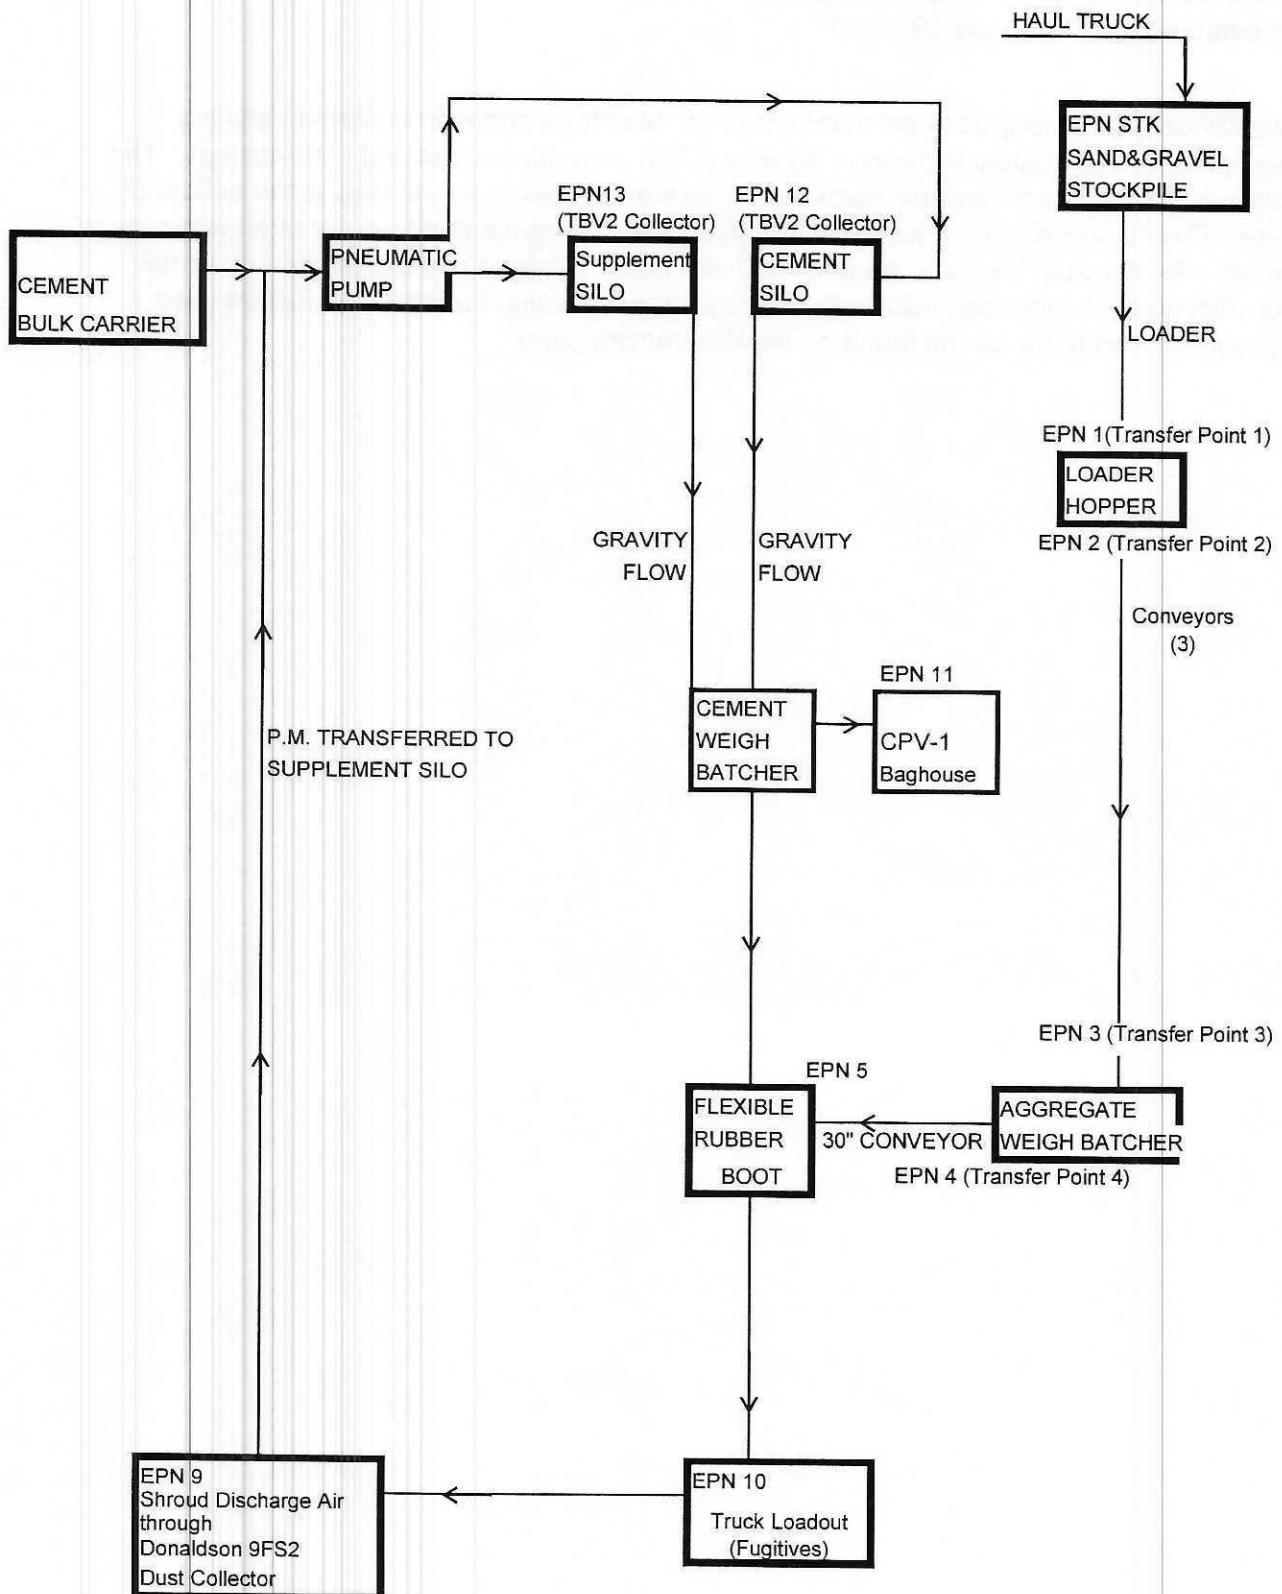 HAUL TRUCK
EPN STK
SAND&GRAVEL
STOCKPILE
LOADER
EPN 1(Transfer Point 1)
LOADER
HOPPER
EPN 2 (Transfer Point 2)
Conveyors
(3)
EPN 3 (Transfer Point 3)
AGGREGATE
WEIGH BATCHER
30" CONVEYOR
EPN 4 (Transfer Point 4)
CEMENT
BULK CARRIER
PNEUMATIC
PUMP
EPN13
(TBV2 Collector)
Supplement
SILO
EPN 12
(TBV2 Collector)
CEMENT
SILO
GRAVITY
FLOW
GRAVITY
FLOW
CEMENT
WEIGH
BATCHER
EPN 11
CPV-1
Baghouse
P.M. TRANSFERRED TO
SUPPLEMENT SILO
EPN 5
FLEXIBLE
RUBBER
BOOT
EPN 10
Truck Loadout
(Fugitives)
EPN 9
Shroud Discharge Air
through
Donaldson 9FS2
Dust Collector